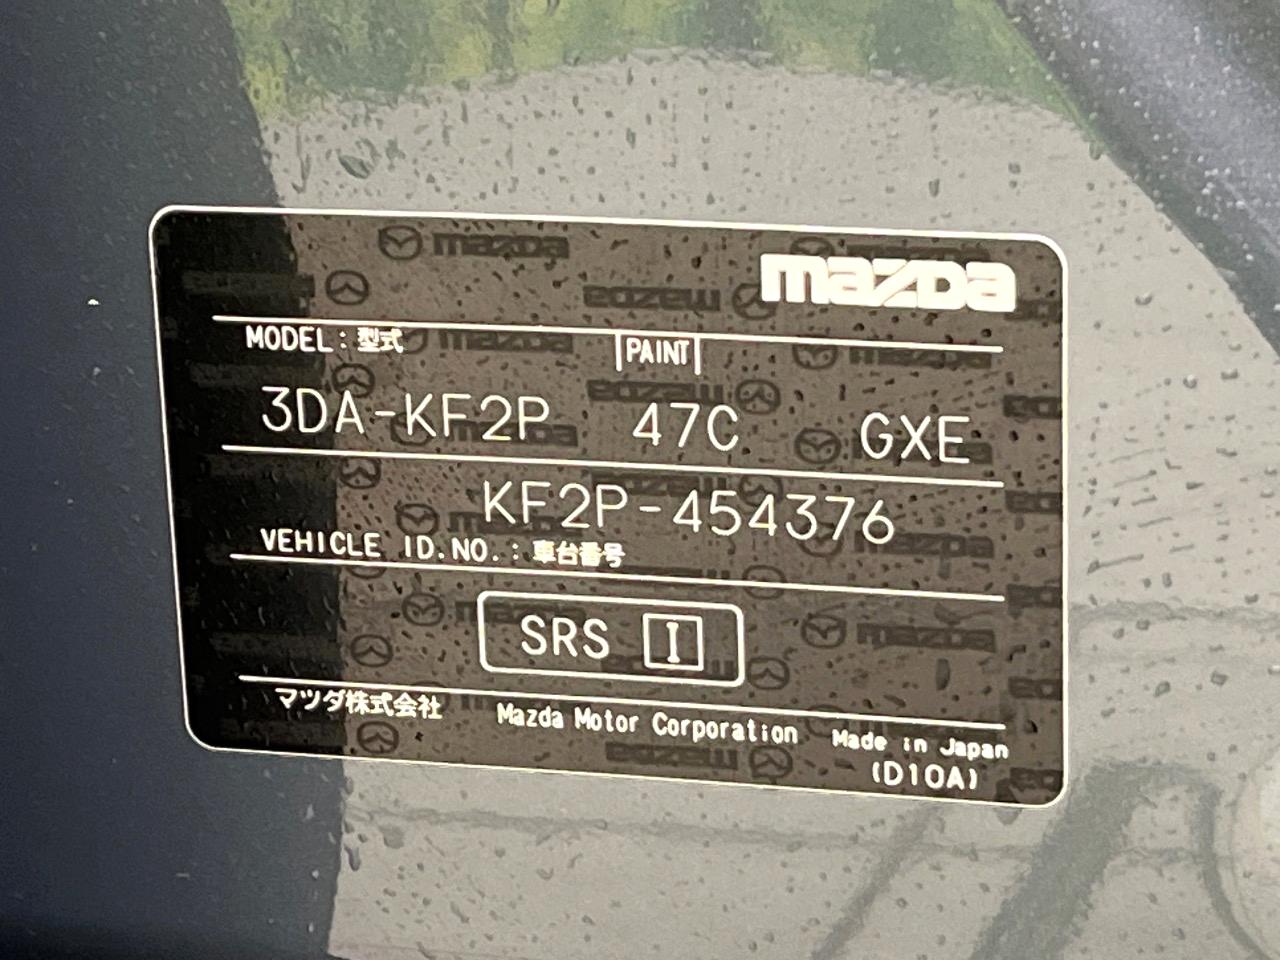 mazda
MODEL : 型式 PAINT
3DA-KF2P 47C GXE
KF2P-454376
VEHICLE ID.NO. : 車台番号
SRS I
マツダ株式会社 Mazda Motor Corporation Made in Japan
(D10A)